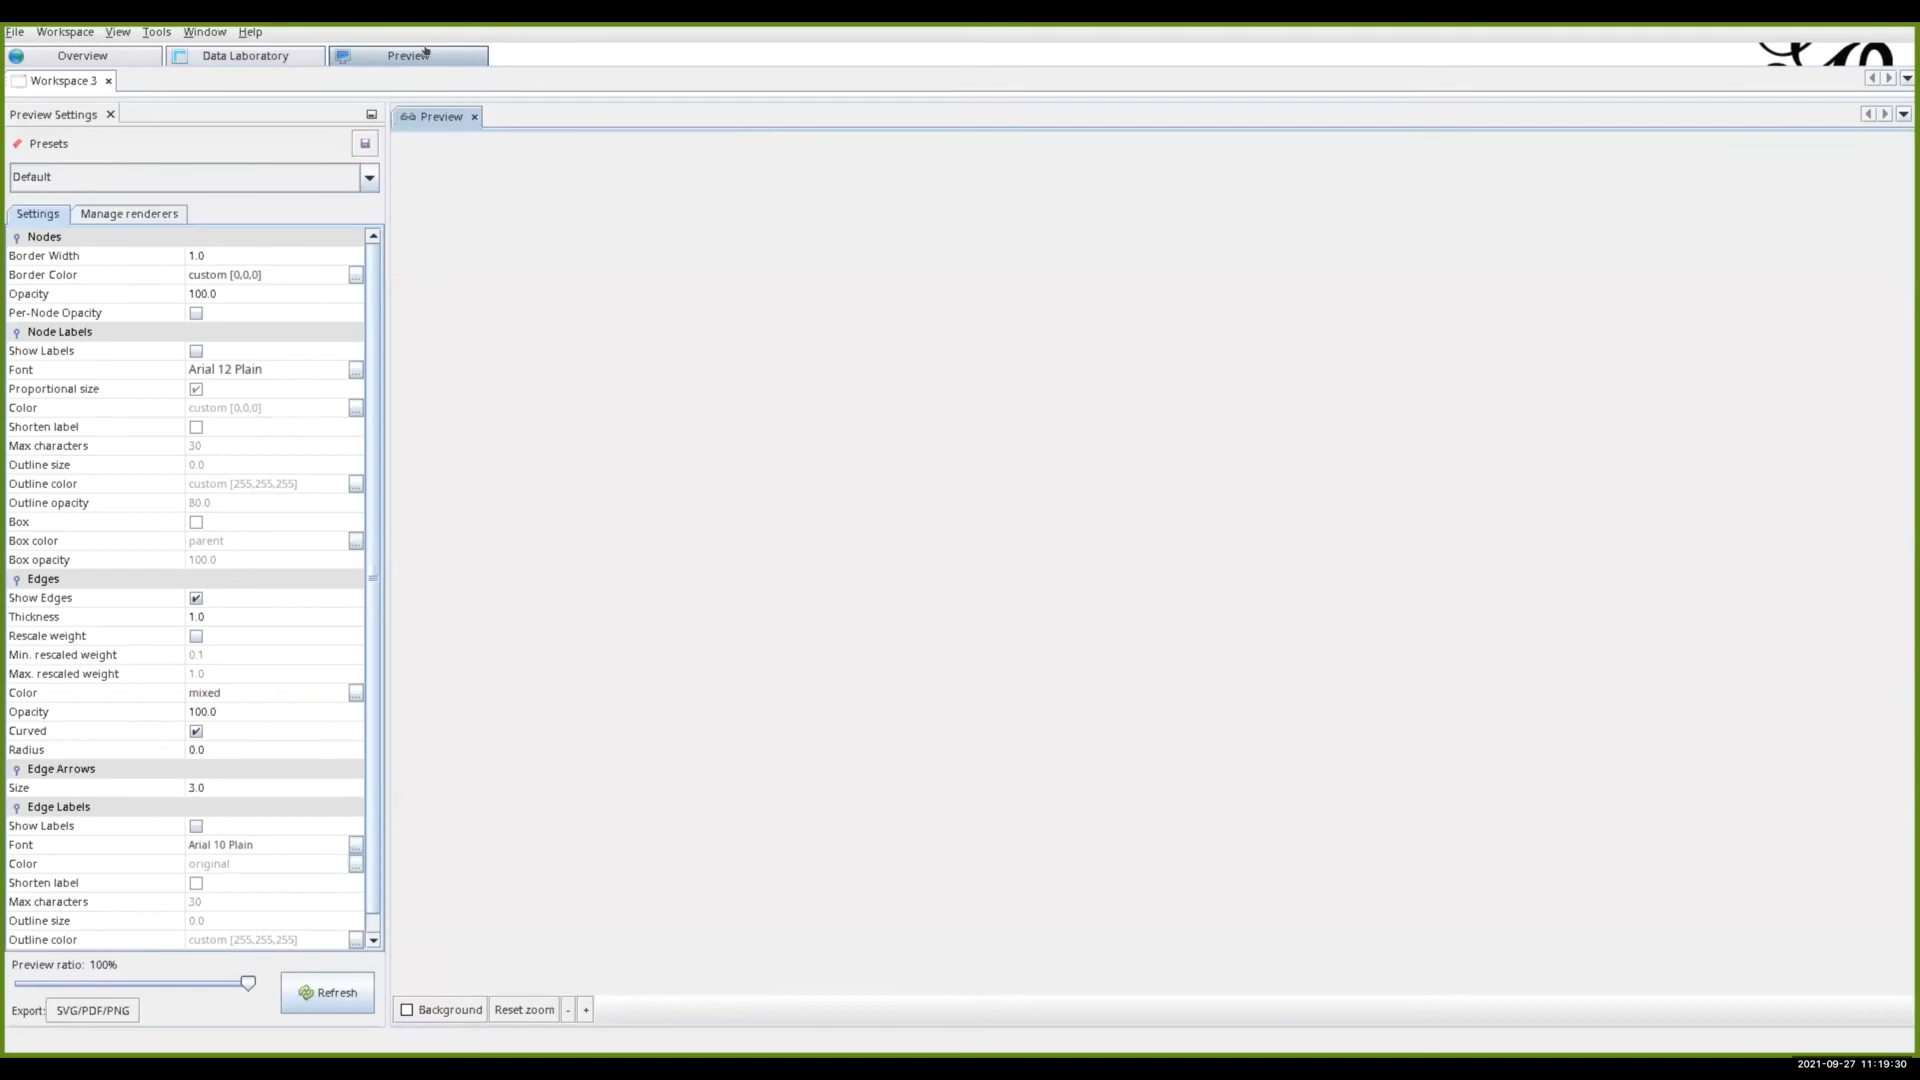 File Workspace View Tools Window Help
Overview Data Laboratory Preview
Workspace 3
Preview Settings
Preview
Presets
Default
Settings Manage renderers
Nodes
Border Width 1.0
Border Color custom [0,0,0] ...
Opacity 100.0
Per-Node Opacity
Node Labels
Show Labels
Font Arial 12 Plain ...
Proportional size
Color custom [0,0,0] ...
Shorten label
Max characters 30
Outline size 0.0
Outline color custom [255,255,255] ...
Outline opacity 80.0
Box
Box color parent ...
Box opacity 100.0
Edges
Show Edges
Thickness 1.0
Rescale weight
Min. rescaled weight 0.1
Max. rescaled weight 1.0
Color mixed ...
Opacity 100.0
Curved
Radius 0.0
Edge Arrows
Size 3.0
Edge Labels
Show Labels
Font Arial 10 Plain ...
Color original ...
Shorten label
Max characters 30
Outline size 0.0
Outline color custom [255,255,255] ...
Preview ratio: 100%
Refresh
Export: SVG/PDF/PNG
Background Reset zoom - +
2021-09-27 11:19:30